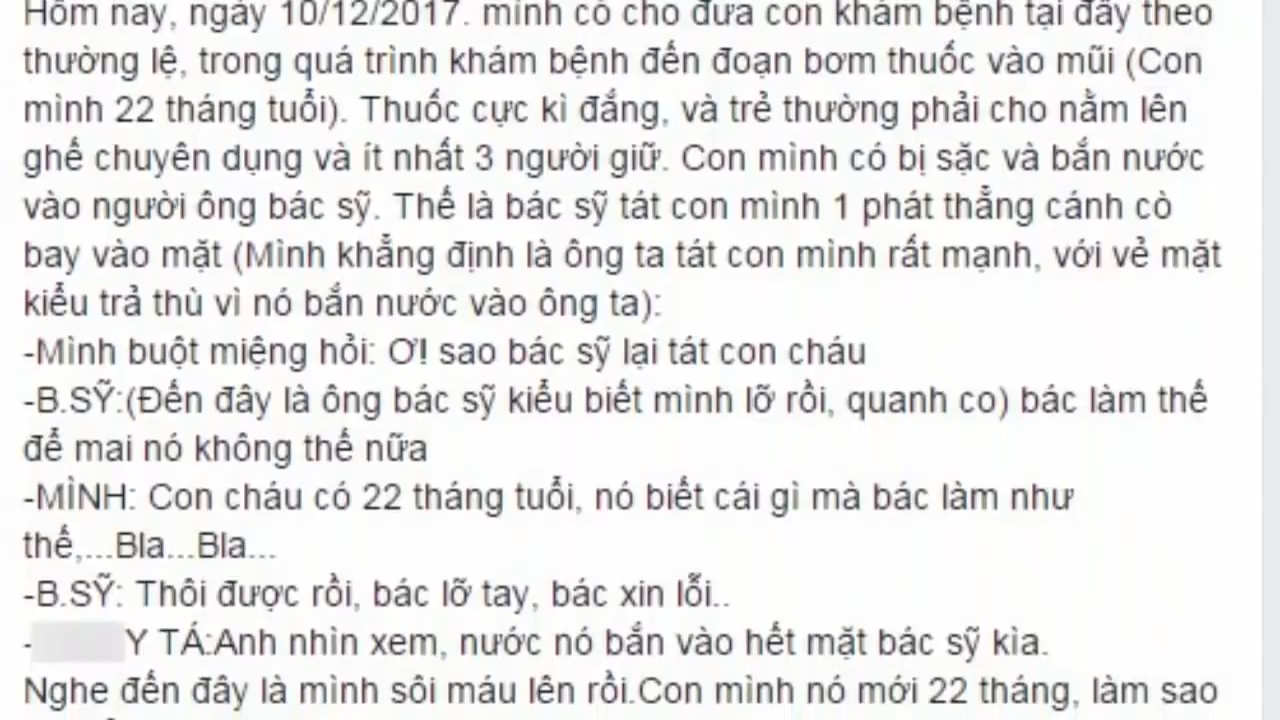 Hôm nay, ngày 10/12/2017. mình có cho đưa con khám bệnh tại đây theo
thường lệ, trong quá trình khám bệnh đến đoạn bơm thuốc vào mũi (Con
mình 22 tháng tuổi). Thuốc cực kì đắng, và trẻ thường phải cho nằm lên
ghế chuyên dụng và ít nhất 3 người giữ. Con mình có bị sặc và bắn nước
vào người ông bác sỹ. Thế là bác sỹ tát con mình 1 phát thẳng cánh cò
bay vào mặt (Mình khẳng định là ông ta tát con mình rất mạnh, với vẻ mặt
kiểu trả thù vì nó bắn nước vào ông ta):
-Mình buột miệng hỏi: Ơ! sao bác sỹ lại tát con cháu
-B.SỸ:(Đến đây là ông bác sỹ kiểu biết mình lỡ rồi, quanh co) bác làm thế
để mai nó không thế nữa
-MÌNH: Con cháu có 22 tháng tuổi, nó biết cái gì mà bác làm như
thế,...Bla...Bla...
-B.SỸ: Thôi được rồi, bác lỡ tay, bác xin lỗi..
- Y TÁ:Anh nhìn xem, nước nó bắn vào hết mặt bác sỹ kìa.
Nghe đến đây là mình sôi máu lên rồi.Con mình nó mới 22 tháng, làm sao